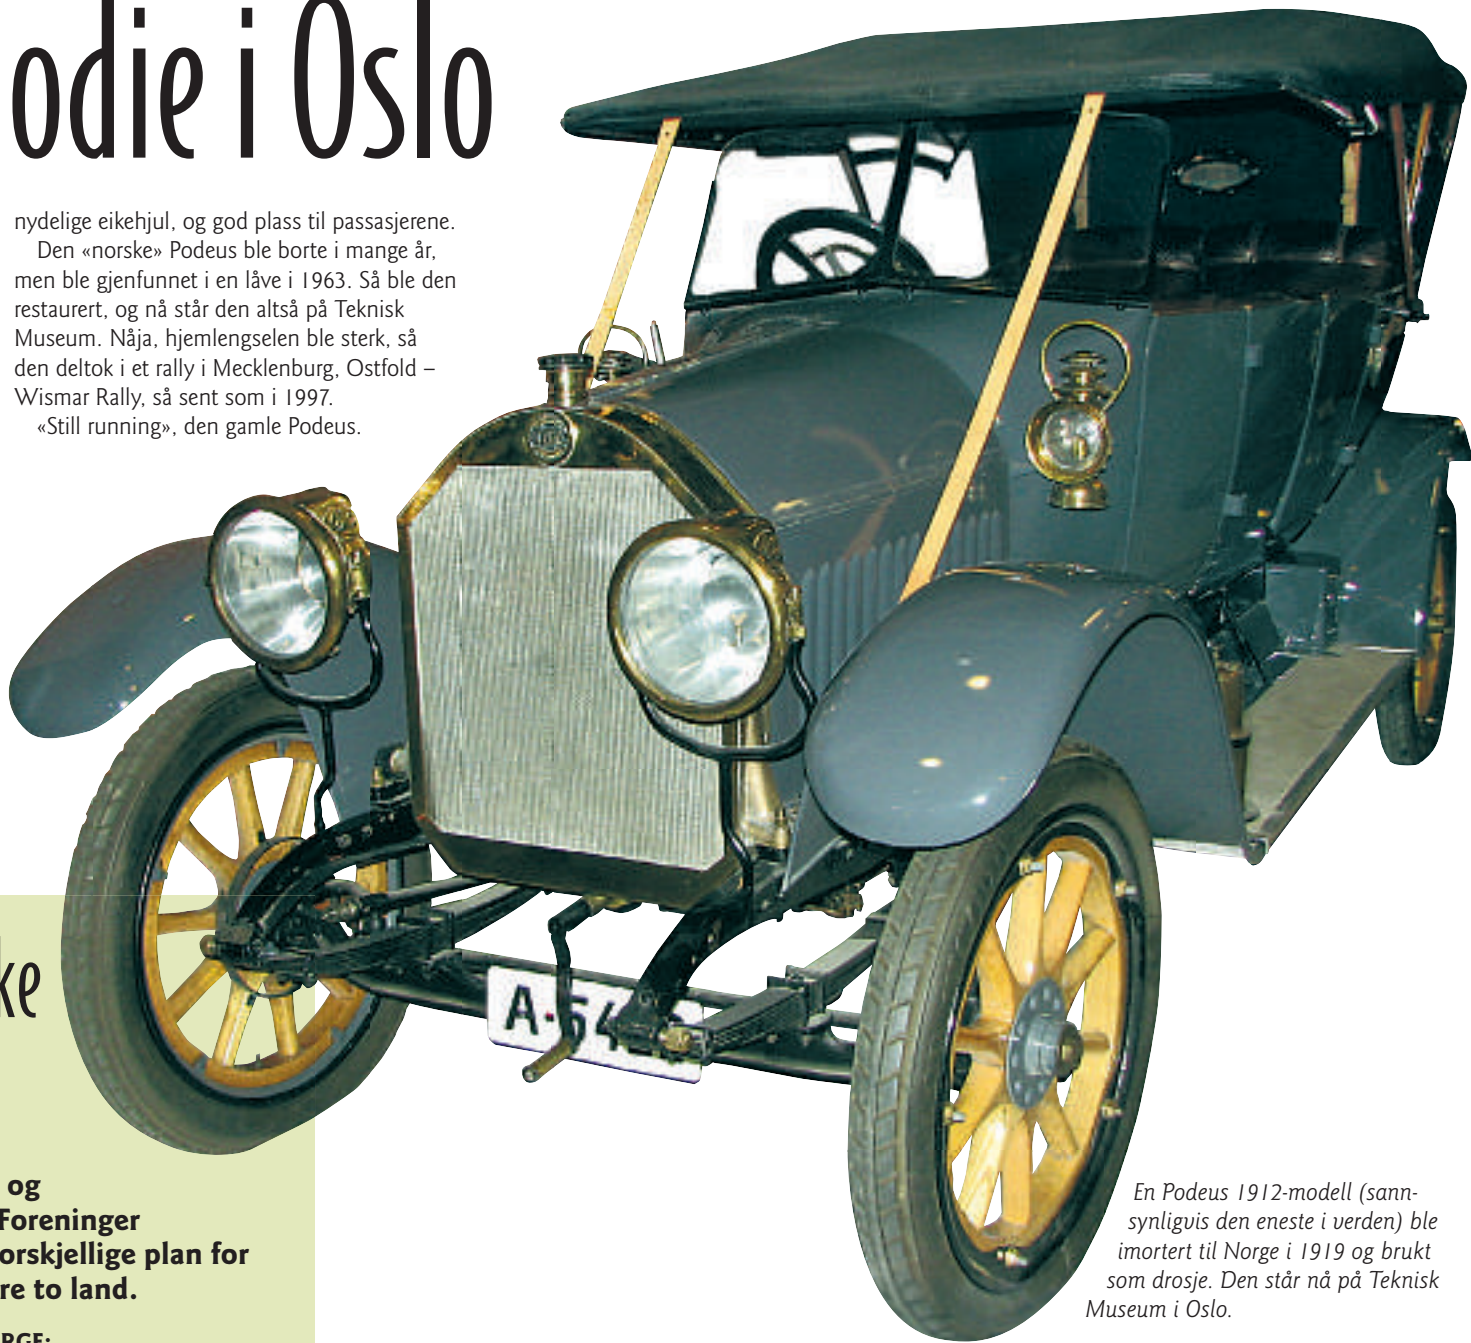 odie i Oslo
nydelige eikehjul, og god plass til passasjerene.
Den «norske» Podeus ble borte i mange år,
men ble gjenfunnet i en låve i 1963. Så ble den
restaurert, og nå står den altså på Teknisk
Museum. Nåja, hjemlengselen ble sterk, så
den deltok i et rally i Mecklenburg, Ostfold –
Wismar Rally, så sent som i 1997.
«Still running», den gamle Podeus.
ke
og
Foreninger
orskjellige plan for
re to land.
RGE:
En Podeus 1912-modell (sann-
synligvis den eneste i verden) ble
imortert til Norge i 1919 og brukt
som drosje. Den står nå på Teknisk
Museum i Oslo.